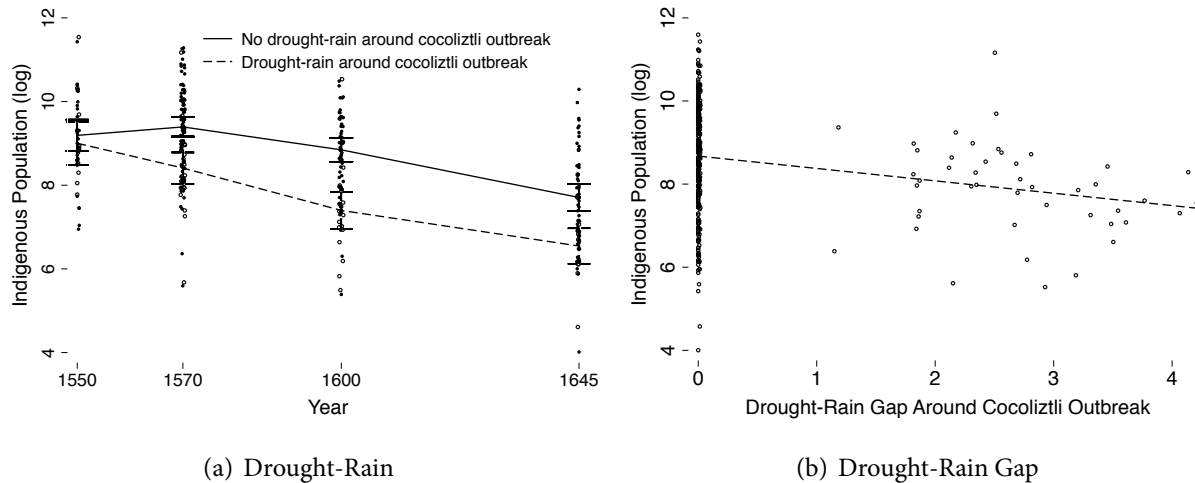 12
10
8
6
4
Indigenous Population (log)
No drought-rain around cocoliztli outbreak
Drought-rain around cocoliztli outbreak
1550
1570
1600
1645
Year
(a) Drought-Rain
12
10
8
6
4
Indigenous Population (log)
0
1
2
3
4
Drought-Rain Gap Around Cocoliztli Outbreak
(b) Drought-Rain Gap